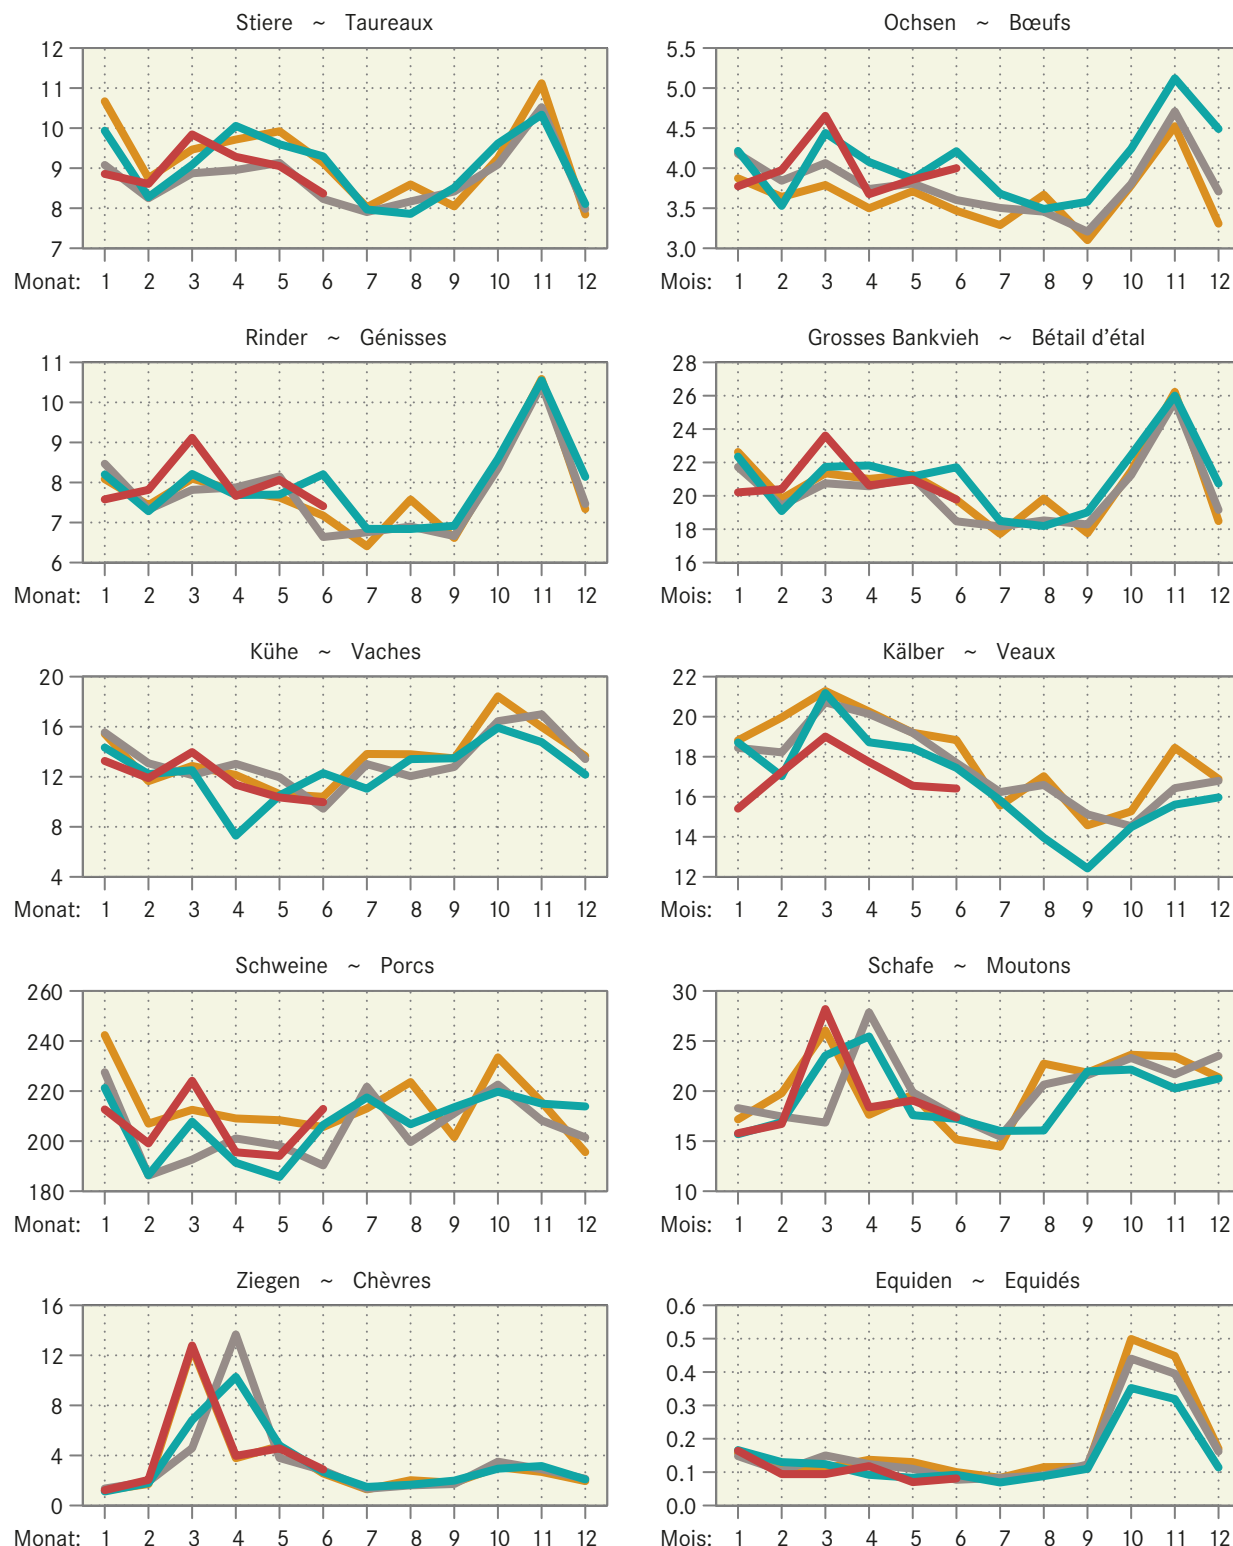 Stiere ~ Taureaux
12
11
10
9
8
7
Monat: 1 2 3 4 5 6 7 8 9 10 11 12
Ochsen ~ Bœufs
5.5
5.0
4.5
4.0
3.5
3.0
Mois: 1 2 3 4 5 6 7 8 9 10 11 12
Rinder ~ Génisses
11
10
9
8
7
6
Monat: 1 2 3 4 5 6 7 8 9 10 11 12
Grosses Bankvieh ~ Bétail d’étal
28
26
24
22
20
18
16
Mois: 1 2 3 4 5 6 7 8 9 10 11 12
Kühe ~ Vaches
20
16
12
8
4
Monat: 1 2 3 4 5 6 7 8 9 10 11 12
Kälber ~ Veaux
22
20
18
16
14
12
Mois: 1 2 3 4 5 6 7 8 9 10 11 12
Schweine ~ Porcs
260
240
220
200
180
Monat: 1 2 3 4 5 6 7 8 9 10 11 12
Schafe ~ Moutons
30
25
20
15
10
Mois: 1 2 3 4 5 6 7 8 9 10 11 12
Ziegen ~ Chèvres
16
12
8
4
0
Monat: 1 2 3 4 5 6 7 8 9 10 11 12
Equiden ~ Equidés
0.6
0.5
0.4
0.3
0.2
0.1
0.0
Mois: 1 2 3 4 5 6 7 8 9 10 11 12